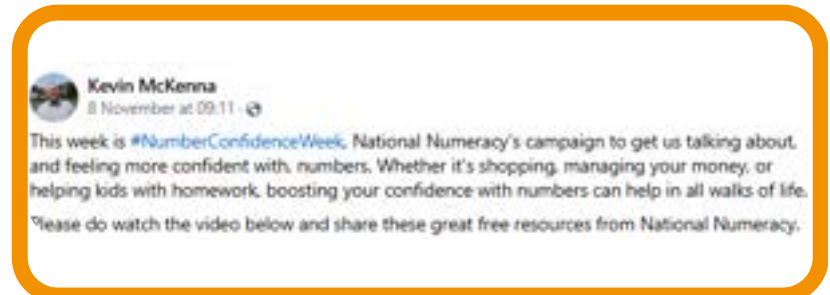 Kevin McKenna
8 November at 09:11 ·
This week is #NumberConfidenceWeek, National Numeracy's campaign to get us talking about,
and feeling more confident with, numbers. Whether it's shopping, managing your money, or
helping kids with homework, boosting your confidence with numbers can help in all walks of life.
Please do watch the video below and share these great free resources from National Numeracy.